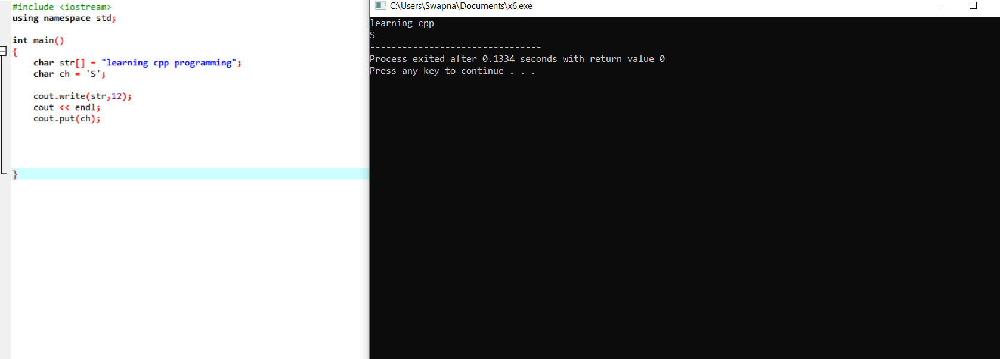 #include <iostream>
using namespace std;
int main()
{
char str[] = "learning cpp programming";
char ch = 'S';
cout.write(str,12);
cout << endl;
cout.put(ch);
}
C:\Users\Swapna\Documents\x6.exe
learning cpp
S
--------------------------------
Process exited after 0.1334 seconds with return value 0
Press any key to continue . . .